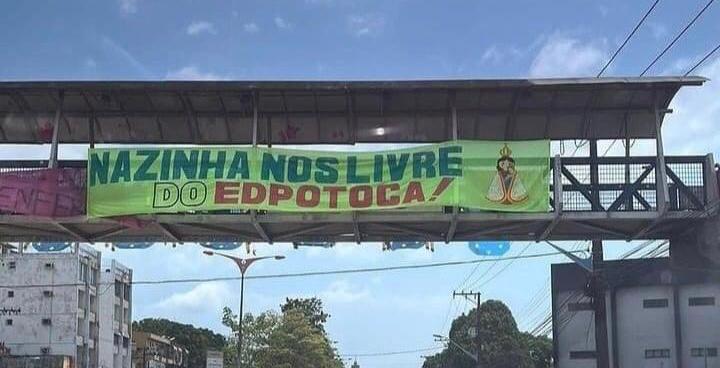 NAZINHA NOS LIVRE
DO EDPOTOCA!